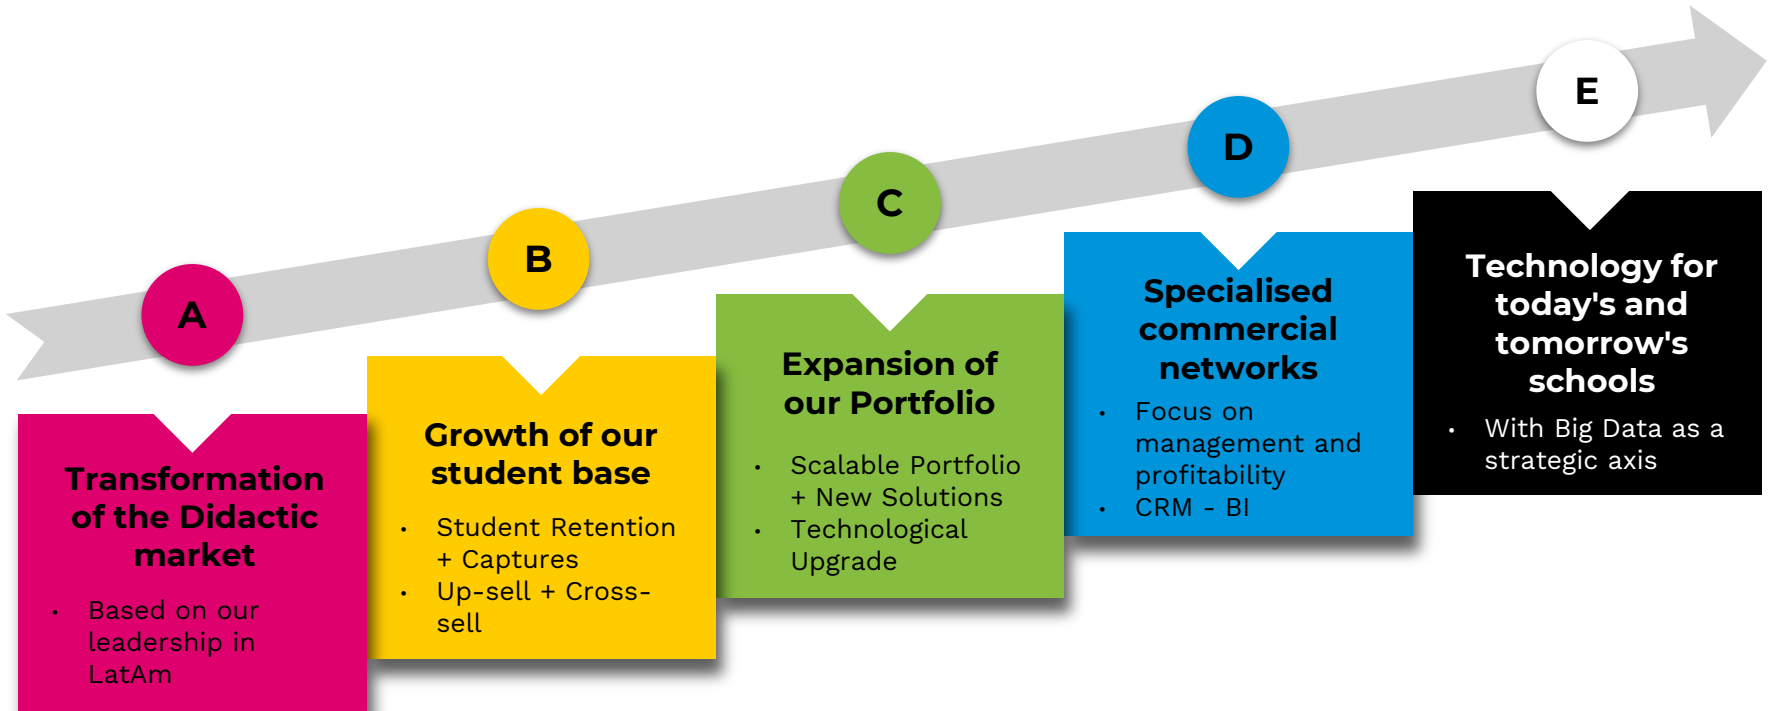 A
Transformation
of the Didactic
market
• Based on our
leadership in
LatAm
B
Growth of our
student base
• Student Retention
+ Captures
• Up-sell + Cross-
sell
C
Expansion of
our Portfolio
• Scalable Portfolio
+ New Solutions
• Technological
Upgrade
D
Specialised
commercial
networks
• Focus on
management and
profitability
• CRM - BI
E
Technology for
today's and
tomorrow's
schools
• With Big Data as a
strategic axis